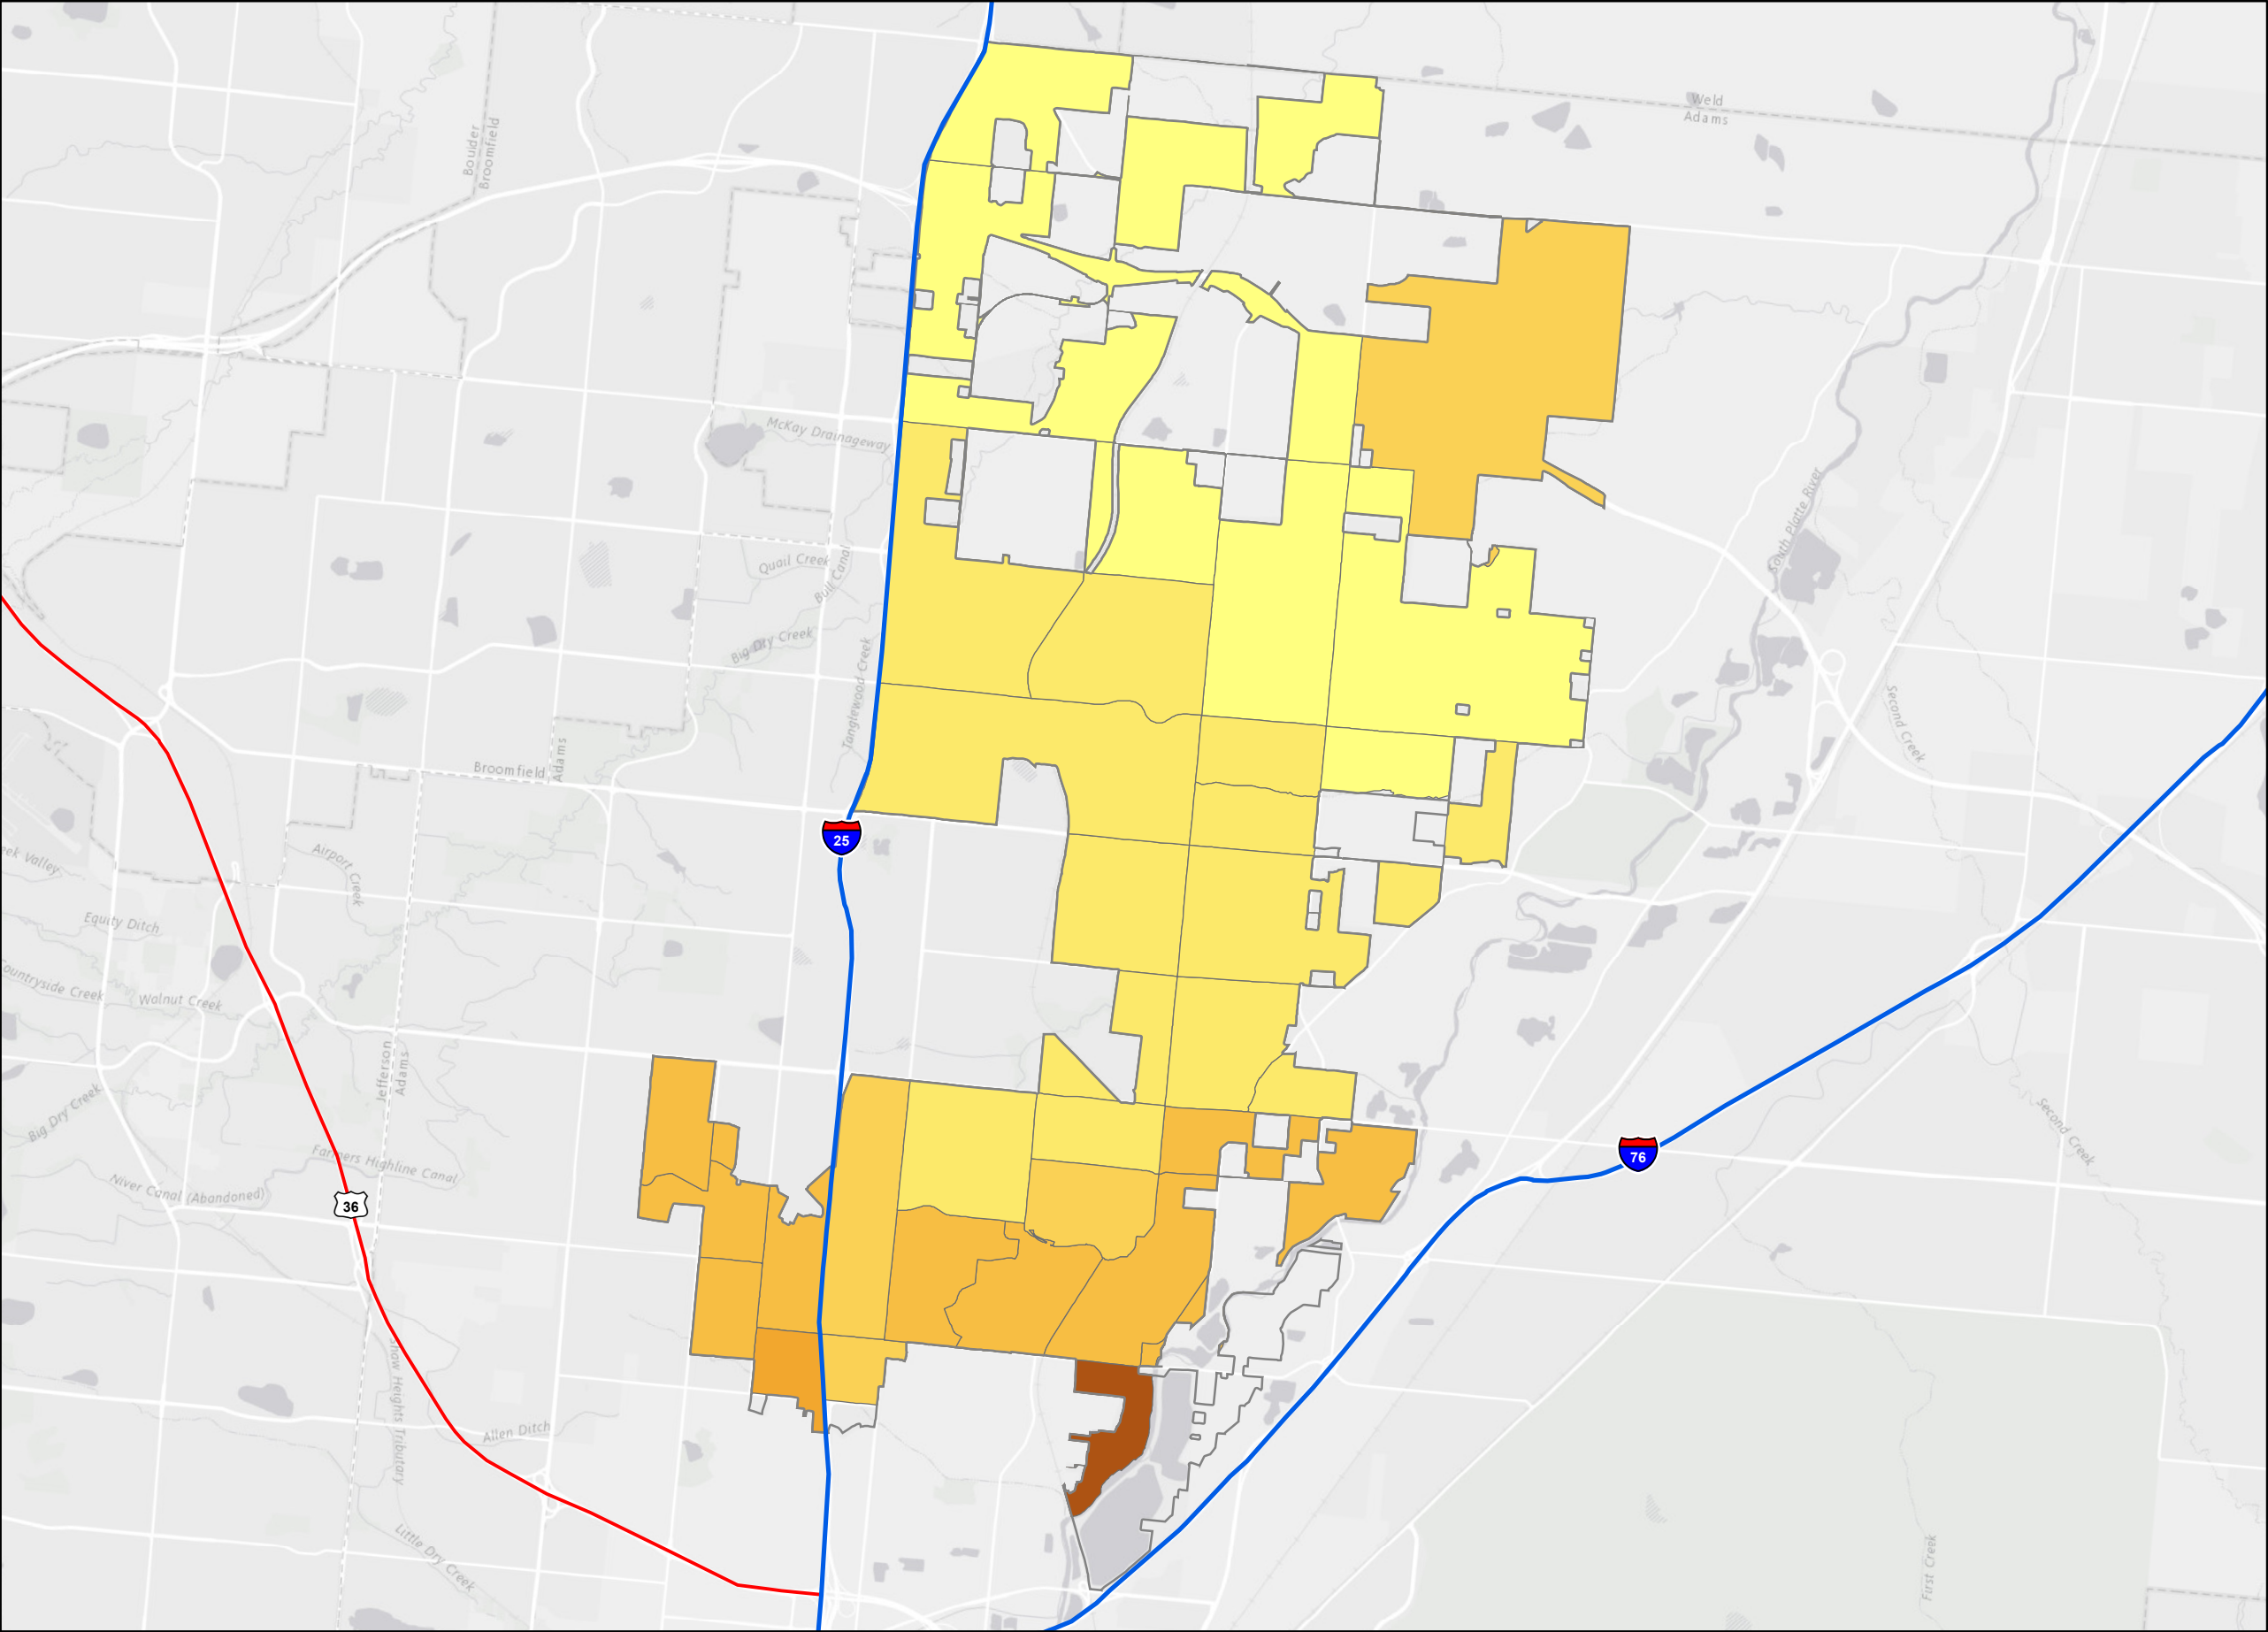 Weld
Adams
Boulder
Broomfield
McKay Drainageway
Quail Creek
Bull Canal
Big Dry Creek
Tanglewood Creek
South Platte River
Second Creek
Broomfield
Adams
25
Airport Creek
eek Valley
Equity Ditch
Countryside Creek
Walnut Creek
Jefferson
Adams
Big Dry Creek
Farmers Highline Canal
Niver Canal (Abandoned)
36
76
Second Creek
Shaw Heights Tributary
Allen Ditch
Little Dry Creek
First Creek